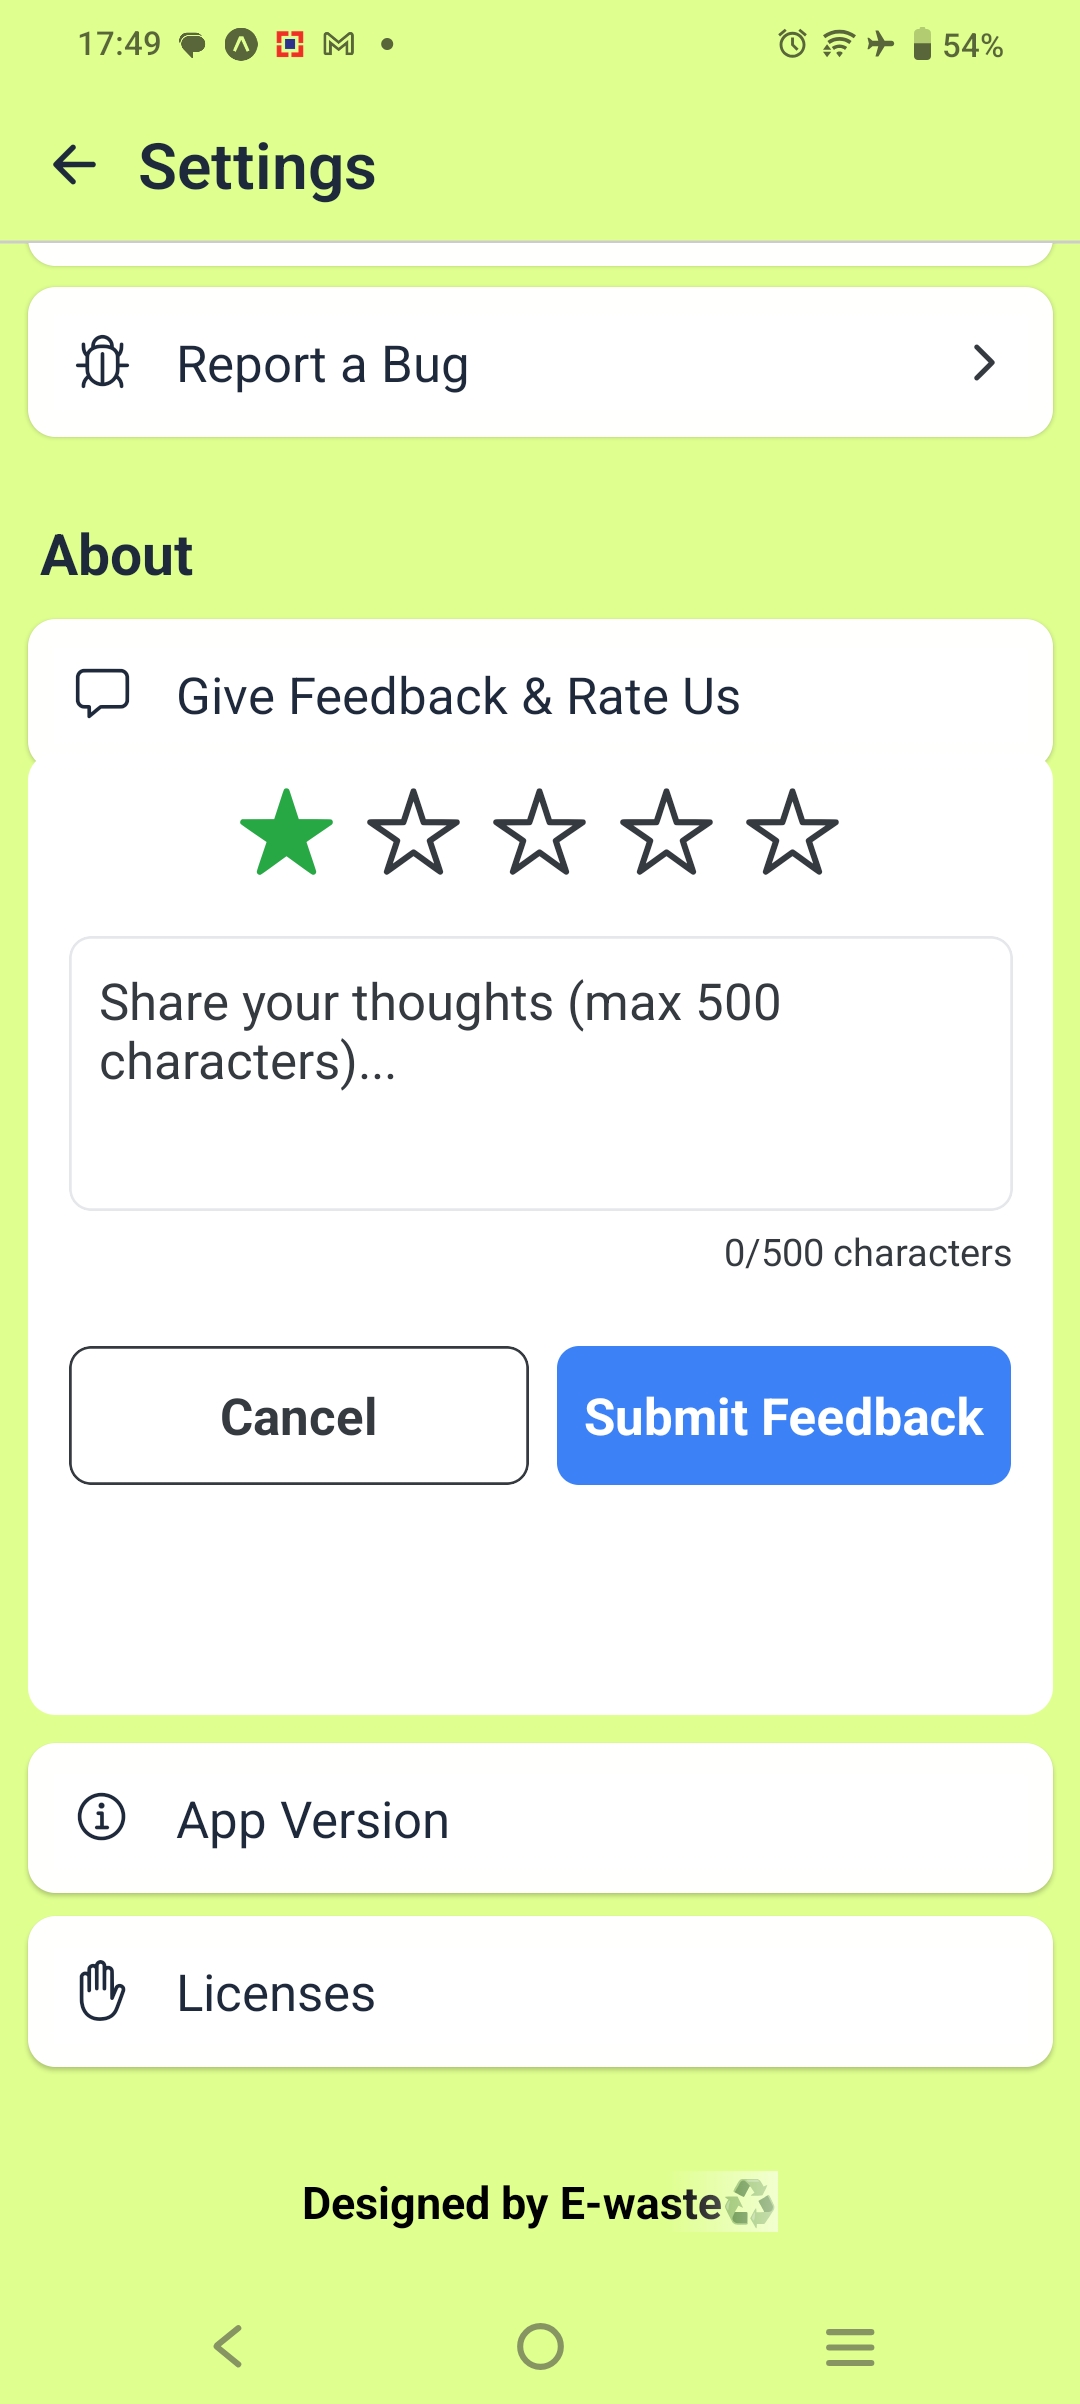 17:49
54%
Settings
Report a Bug
About
Give Feedback & Rate Us
Share your thoughts (max 500
characters)...
0/500 characters
Cancel
Submit Feedback
App Version
Licenses
Designed by E-waste♻